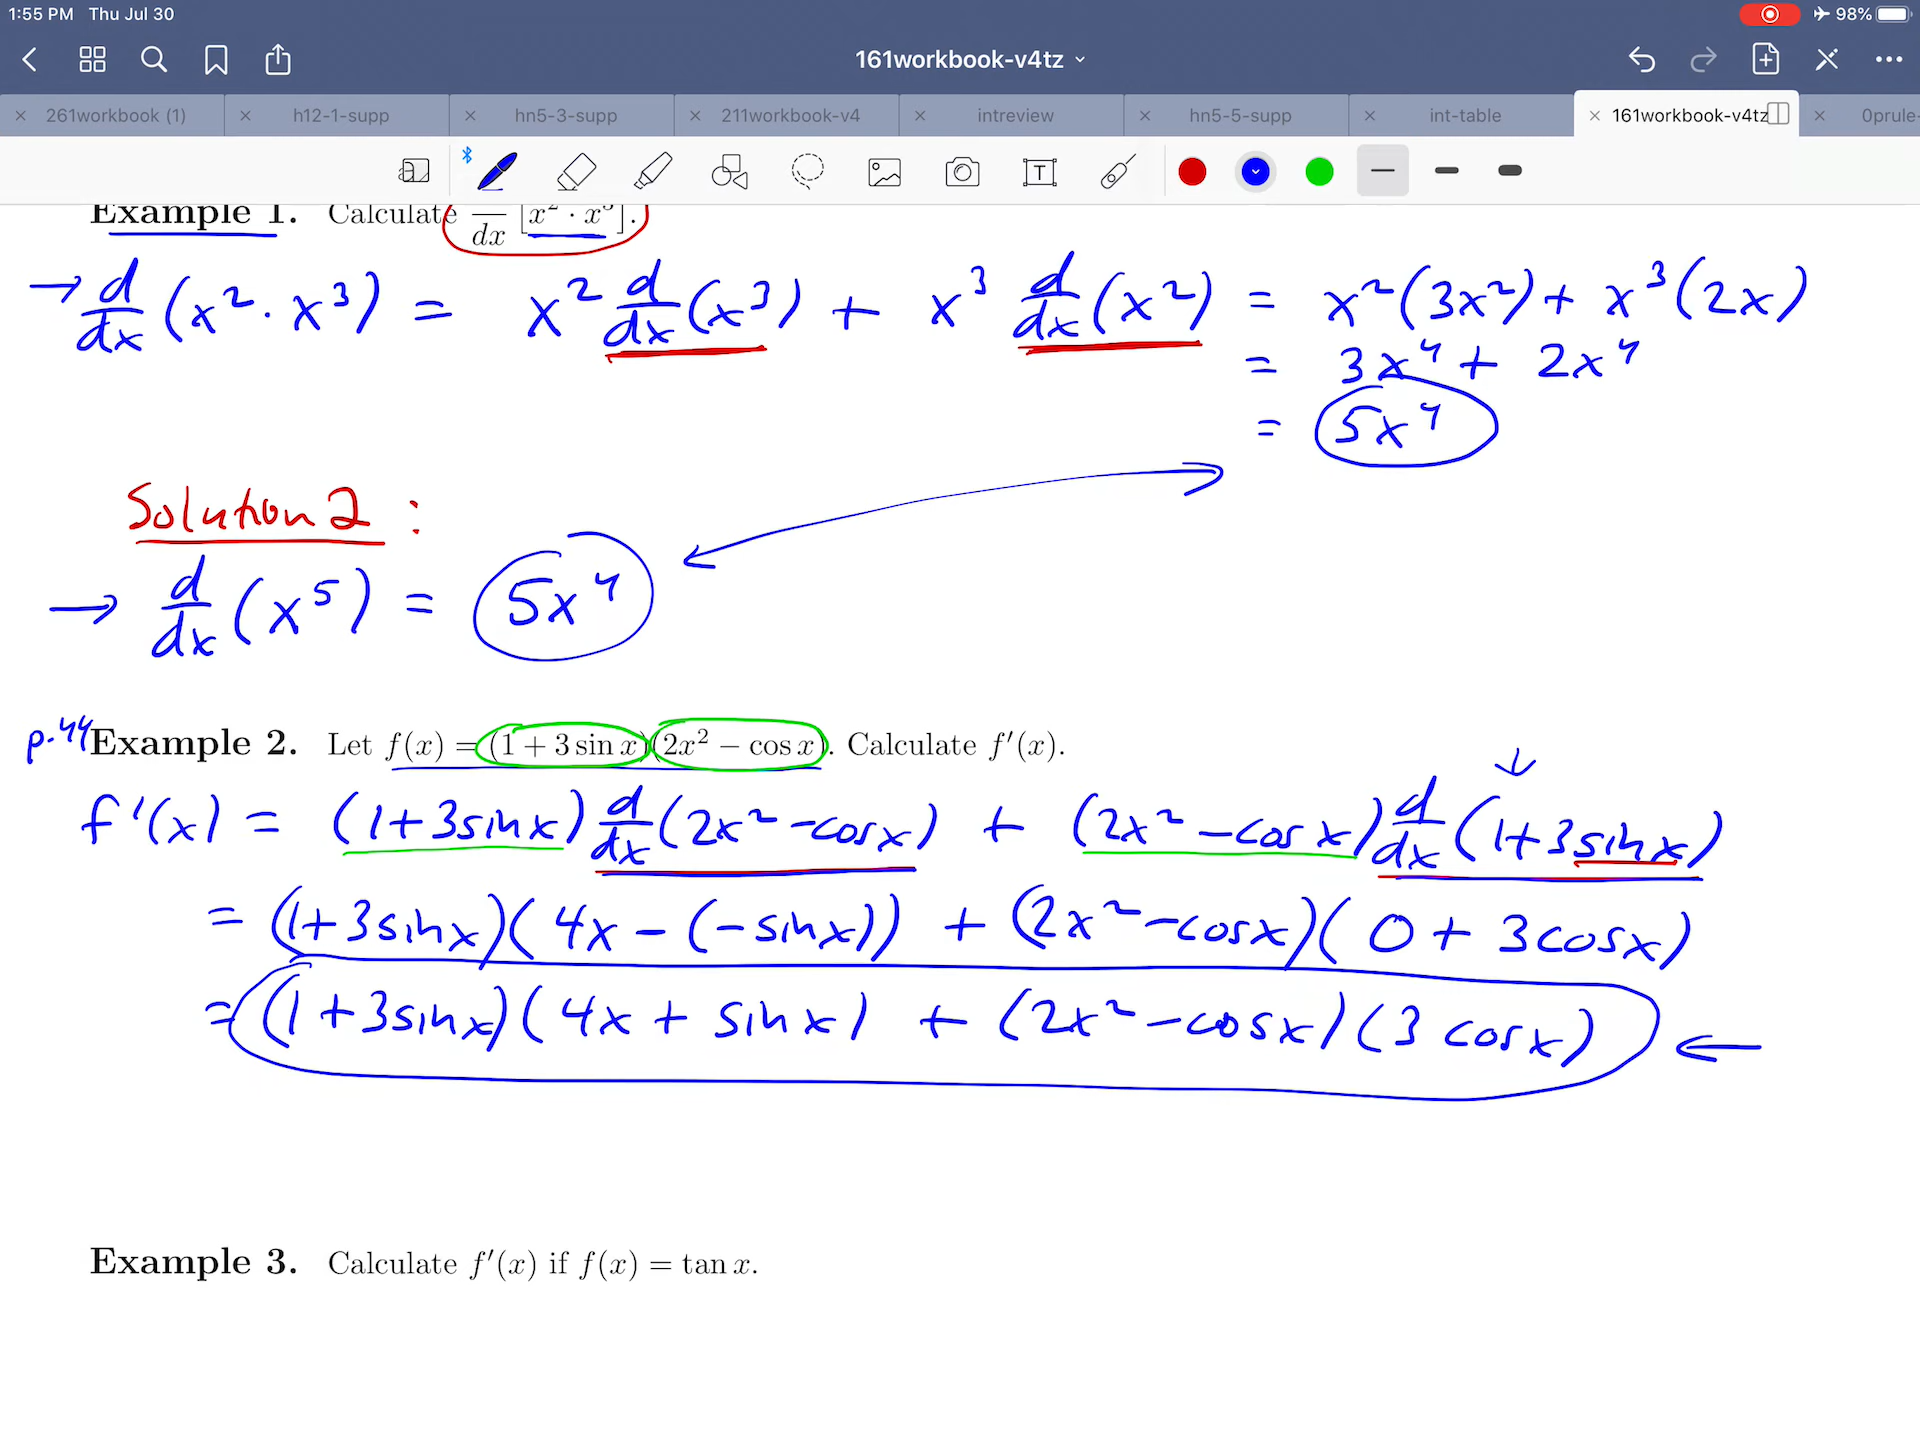 1:55 PM Thu Jul 30
98%
161workbook-v4tz
261workbook (1) h12-1-supp hn5-3-supp 211workbook-v4 intreview hn5-5-supp int-table 161workbook-v4tz 0prule-
Example 1. Calculate d/dx [x² · x³].
→ d/dx (x² · x³) = x² d/dx (x³) + x³ d/dx (x²) = x²(3x²) + x³(2x)
= 3x⁴ + 2x⁴
= 5x⁴
Solution 2 :
→ d/dx (x⁵) = 5x⁴
p.44 Example 2. Let f(x) = (1 + 3 sin x)(2x² − cos x). Calculate f′(x).
f'(x) = (1+3sinx) d/dx (2x² - cosx) + (2x² - cosx) d/dx (1+3sinx)
= (1+3sinx)(4x - (-sinx)) + (2x² - cosx)(0 + 3cosx)
= (1+3sinx)(4x + sinx) + (2x² - cosx)(3cosx) ←
Example 3. Calculate f′(x) if f(x) = tan x.